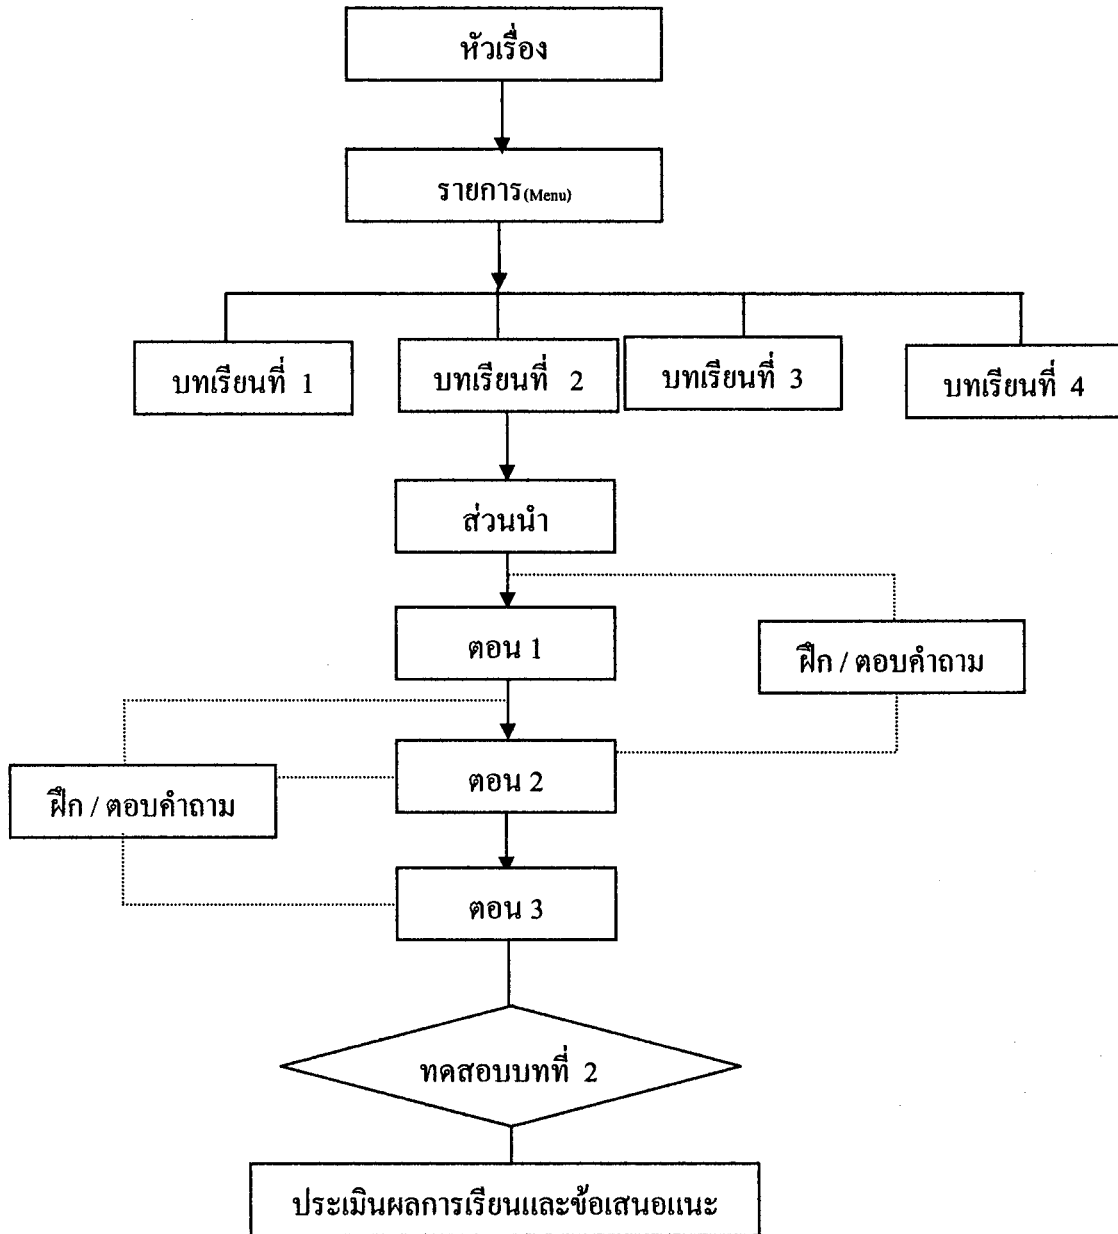 หัวเรื่อง
รายการ(Menu)
บทเรียนที่ 1
บทเรียนที่ 2
บทเรียนที่ 3
บทเรียนที่ 4
ส่วนนำ
ตอน 1
ฝึก / ตอบคำถาม
ตอน 2
ฝึก / ตอบคำถาม
ตอน 3
ทดสอบบทที่ 2
ประเมินผลการเรียนและข้อเสนอแนะ